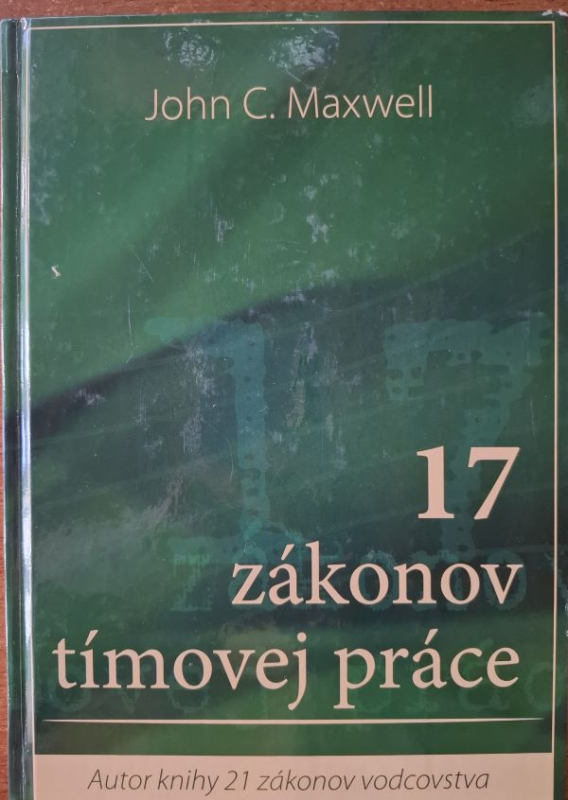 John C. Maxwell
17
zákonov
tímovej práce
Autor knihy 21 zákonov vodcovstva